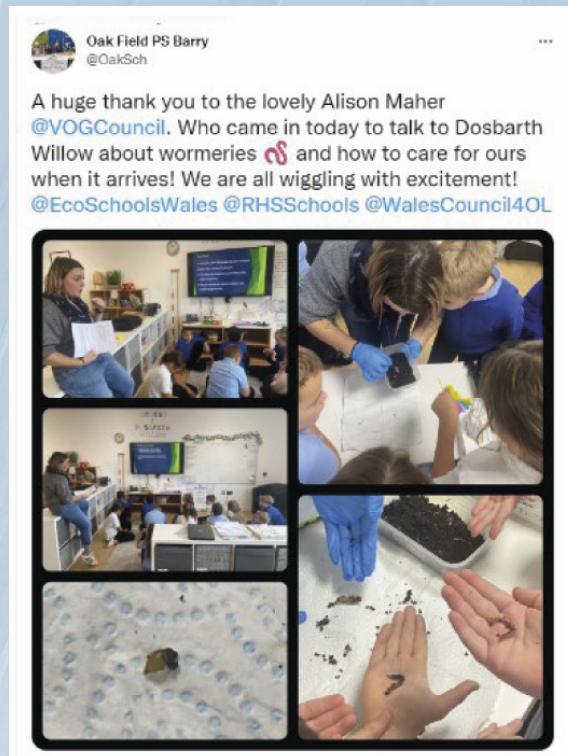 Oak Field PS Barry
@OakSch
A huge thank you to the lovely Alison Maher
@VOGCouncil. Who came in today to talk to Dosbarth
Willow about wormeries 🪱 and how to care for ours
when it arrives! We are all wiggling with excitement!
@EcoSchoolsWales @RHSSchools @WalesCouncil4OL